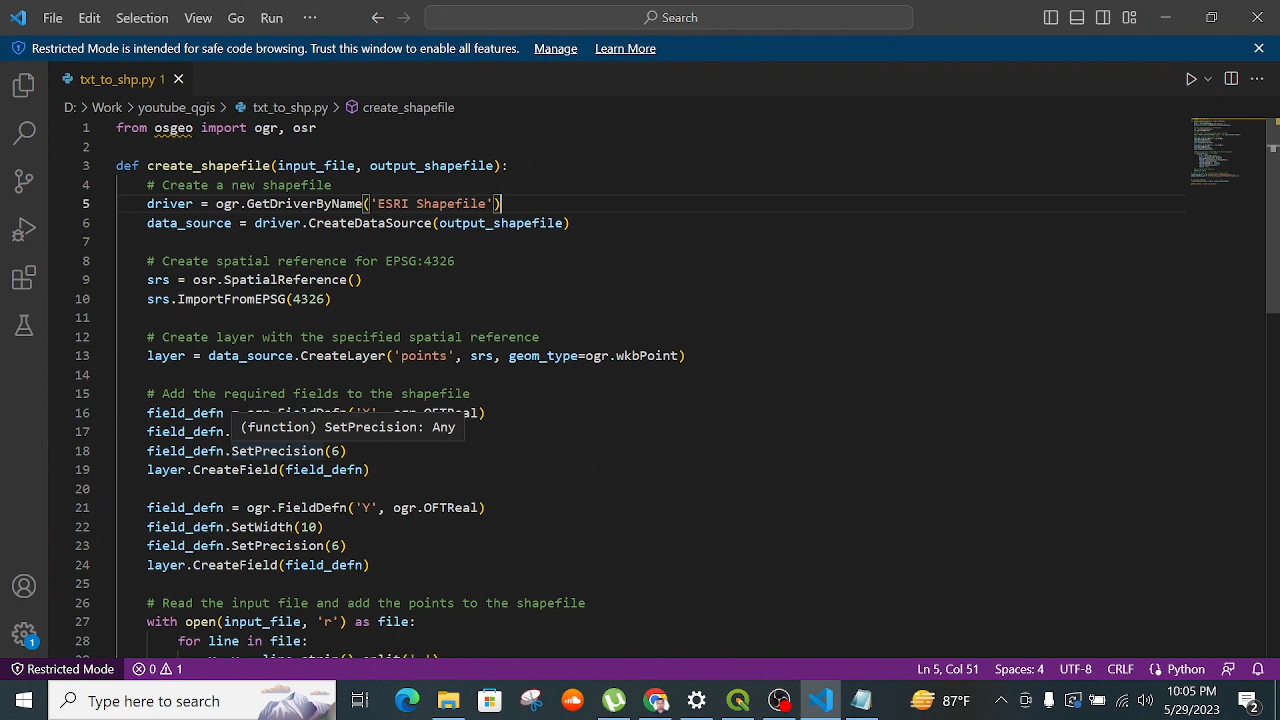 File Edit Selection View Go Run ··· Search
Restricted Mode is intended for safe code browsing. Trust this window to enable all features. Manage Learn More
txt_to_shp.py 1
D: > Work > youtube_qgis > txt_to_shp.py > create_shapefile
1 from osgeo import ogr, osr
2
3 def create_shapefile(input_file, output_shapefile):
4 # Create a new shapefile
5 driver = ogr.GetDriverByName('ESRI Shapefile')
6 data_source = driver.CreateDataSource(output_shapefile)
7
8 # Create spatial reference for EPSG:4326
9 srs = osr.SpatialReference()
10 srs.ImportFromEPSG(4326)
11
12 # Create layer with the specified spatial reference
13 layer = data_source.CreateLayer('points', srs, geom_type=ogr.wkbPoint)
14
15 # Add the required fields to the shapefile
16 field_defn = ogr.FieldDefn('X', ogr.OFTReal)
(function) SetPrecision: Any
17 field_defn.
18 field_defn.SetPrecision(6)
19 layer.CreateField(field_defn)
20
21 field_defn = ogr.FieldDefn('Y', ogr.OFTReal)
22 field_defn.SetWidth(10)
23 field_defn.SetPrecision(6)
24 layer.CreateField(field_defn)
25
26 # Read the input file and add the points to the shapefile
27 with open(input_file, 'r') as file:
28 for line in file:
Restricted Mode 0 1 Ln 5, Col 51 Spaces: 4 UTF-8 CRLF Python
Type here to search 87°F 5/29/2023 2